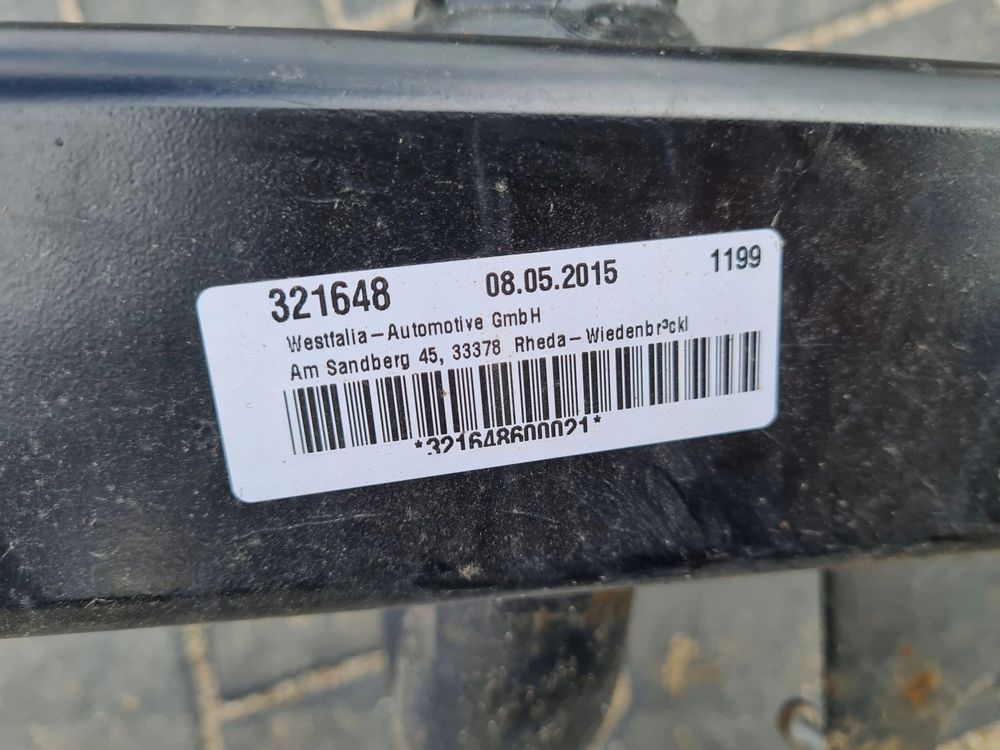 321648 08.05.2015 1199
Westfalia-Automotive GmbH
Am Sandberg 45, 33378 Rheda-Wiedenbr³ckl
*321648600021*